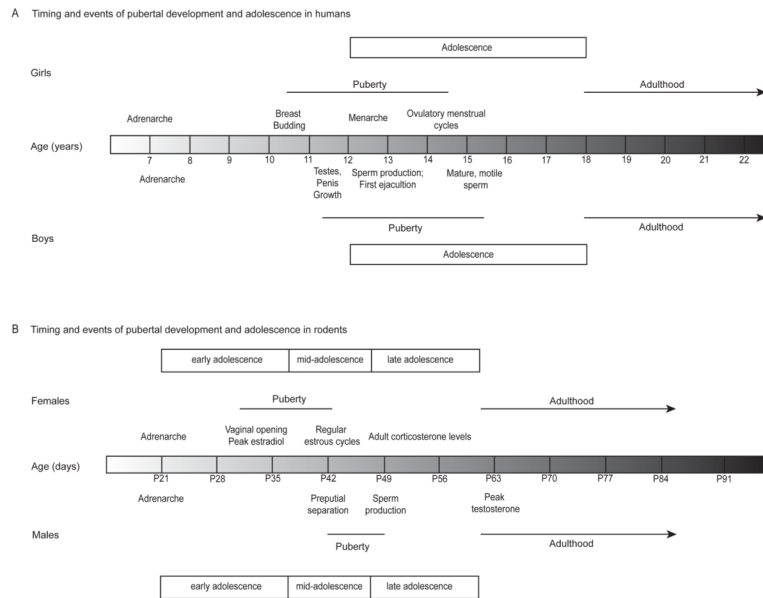 A Timing and events of pubertal development and adolescence in humans
Adolescence
Girls
Puberty
Adulthood
Adrenarche
Breast
Budding
Menarche
Ovulatory menstrual
cycles
Age (years)
7 8 9 10 11 12 13 14 15 16 17 18 19 20 21 22
Adrenarche
Testes,
Penis
Growth
Sperm production;
First ejacultion
Mature, motile
sperm
Puberty
Adulthood
Boys
Adolescence
B Timing and events of pubertal development and adolescence in rodents
early adolescence mid-adolescence late adolescence
Females
Puberty
Adulthood
Adrenarche
Vaginal opening
Peak estradiol
Regular
estrous cycles
Adult corticosterone levels
Age (days)
P21 P28 P35 P42 P49 P56 P63 P70 P77 P84 P91
Adrenarche
Preputial
separation
Sperm
production
Peak
testosterone
Males
Puberty
Adulthood
early adolescence mid-adolescence late adolescence